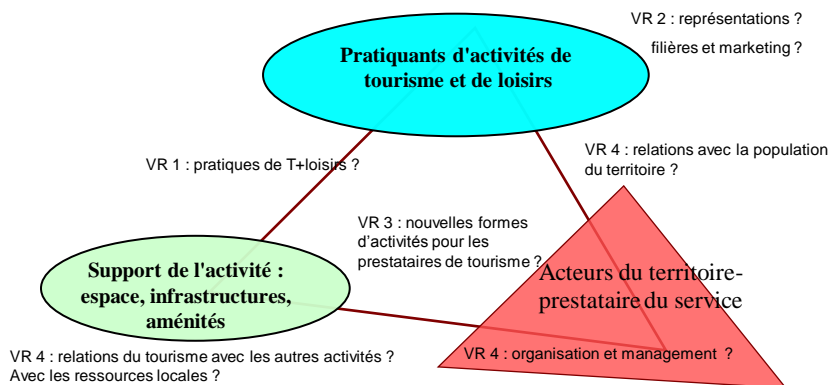 VR 2 : représentations ?
filières et marketing ?
Pratiquants d'activités de
tourisme et de loisirs
VR 1 : pratiques de T+loisirs ?
VR 4 : relations avec la population
du territoire ?
VR 3 : nouvelles formes
d'activités pour les
prestataires de tourisme ?
Support de l'activité :
espace, infrastructures,
aménités
Acteurs du territoire-
prestataire du service
VR 4 : organisation et management ?
VR 4 : relations du tourisme avec les autres activités ?
Avec les ressources locales ?